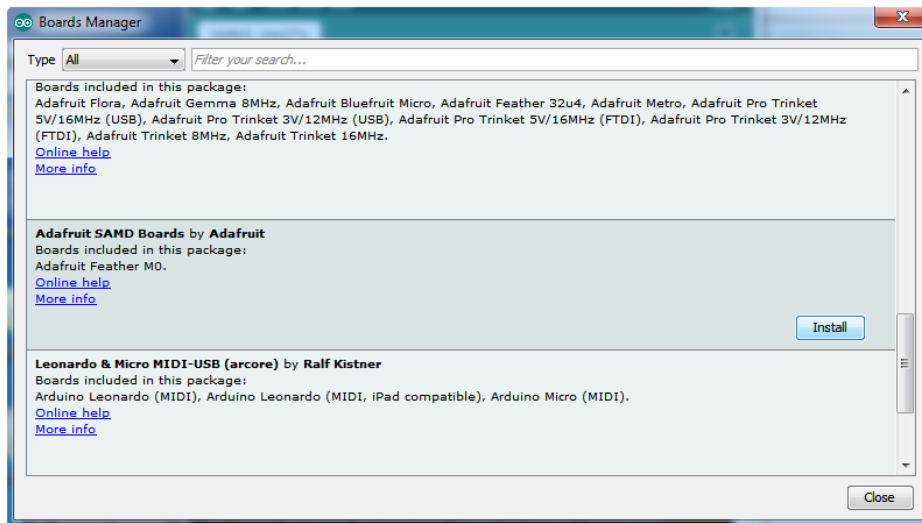 Boards Manager
Type All Filter your search...
Boards included in this package:
Adafruit Flora, Adafruit Gemma 8MHz, Adafruit Bluefruit Micro, Adafruit Feather 32u4, Adafruit Metro, Adafruit Pro Trinket
5V/16MHz (USB), Adafruit Pro Trinket 3V/12MHz (USB), Adafruit Pro Trinket 5V/16MHz (FTDI), Adafruit Pro Trinket 3V/12MHz
(FTDI), Adafruit Trinket 8MHz, Adafruit Trinket 16MHz.
Online help
More info
Adafruit SAMD Boards by Adafruit
Boards included in this package:
Adafruit Feather M0.
Online help
More info
Install
Leonardo & Micro MIDI-USB (arcore) by Ralf Kistner
Boards included in this package:
Arduino Leonardo (MIDI), Arduino Leonardo (MIDI, iPad compatible), Arduino Micro (MIDI).
Online help
More info
Close